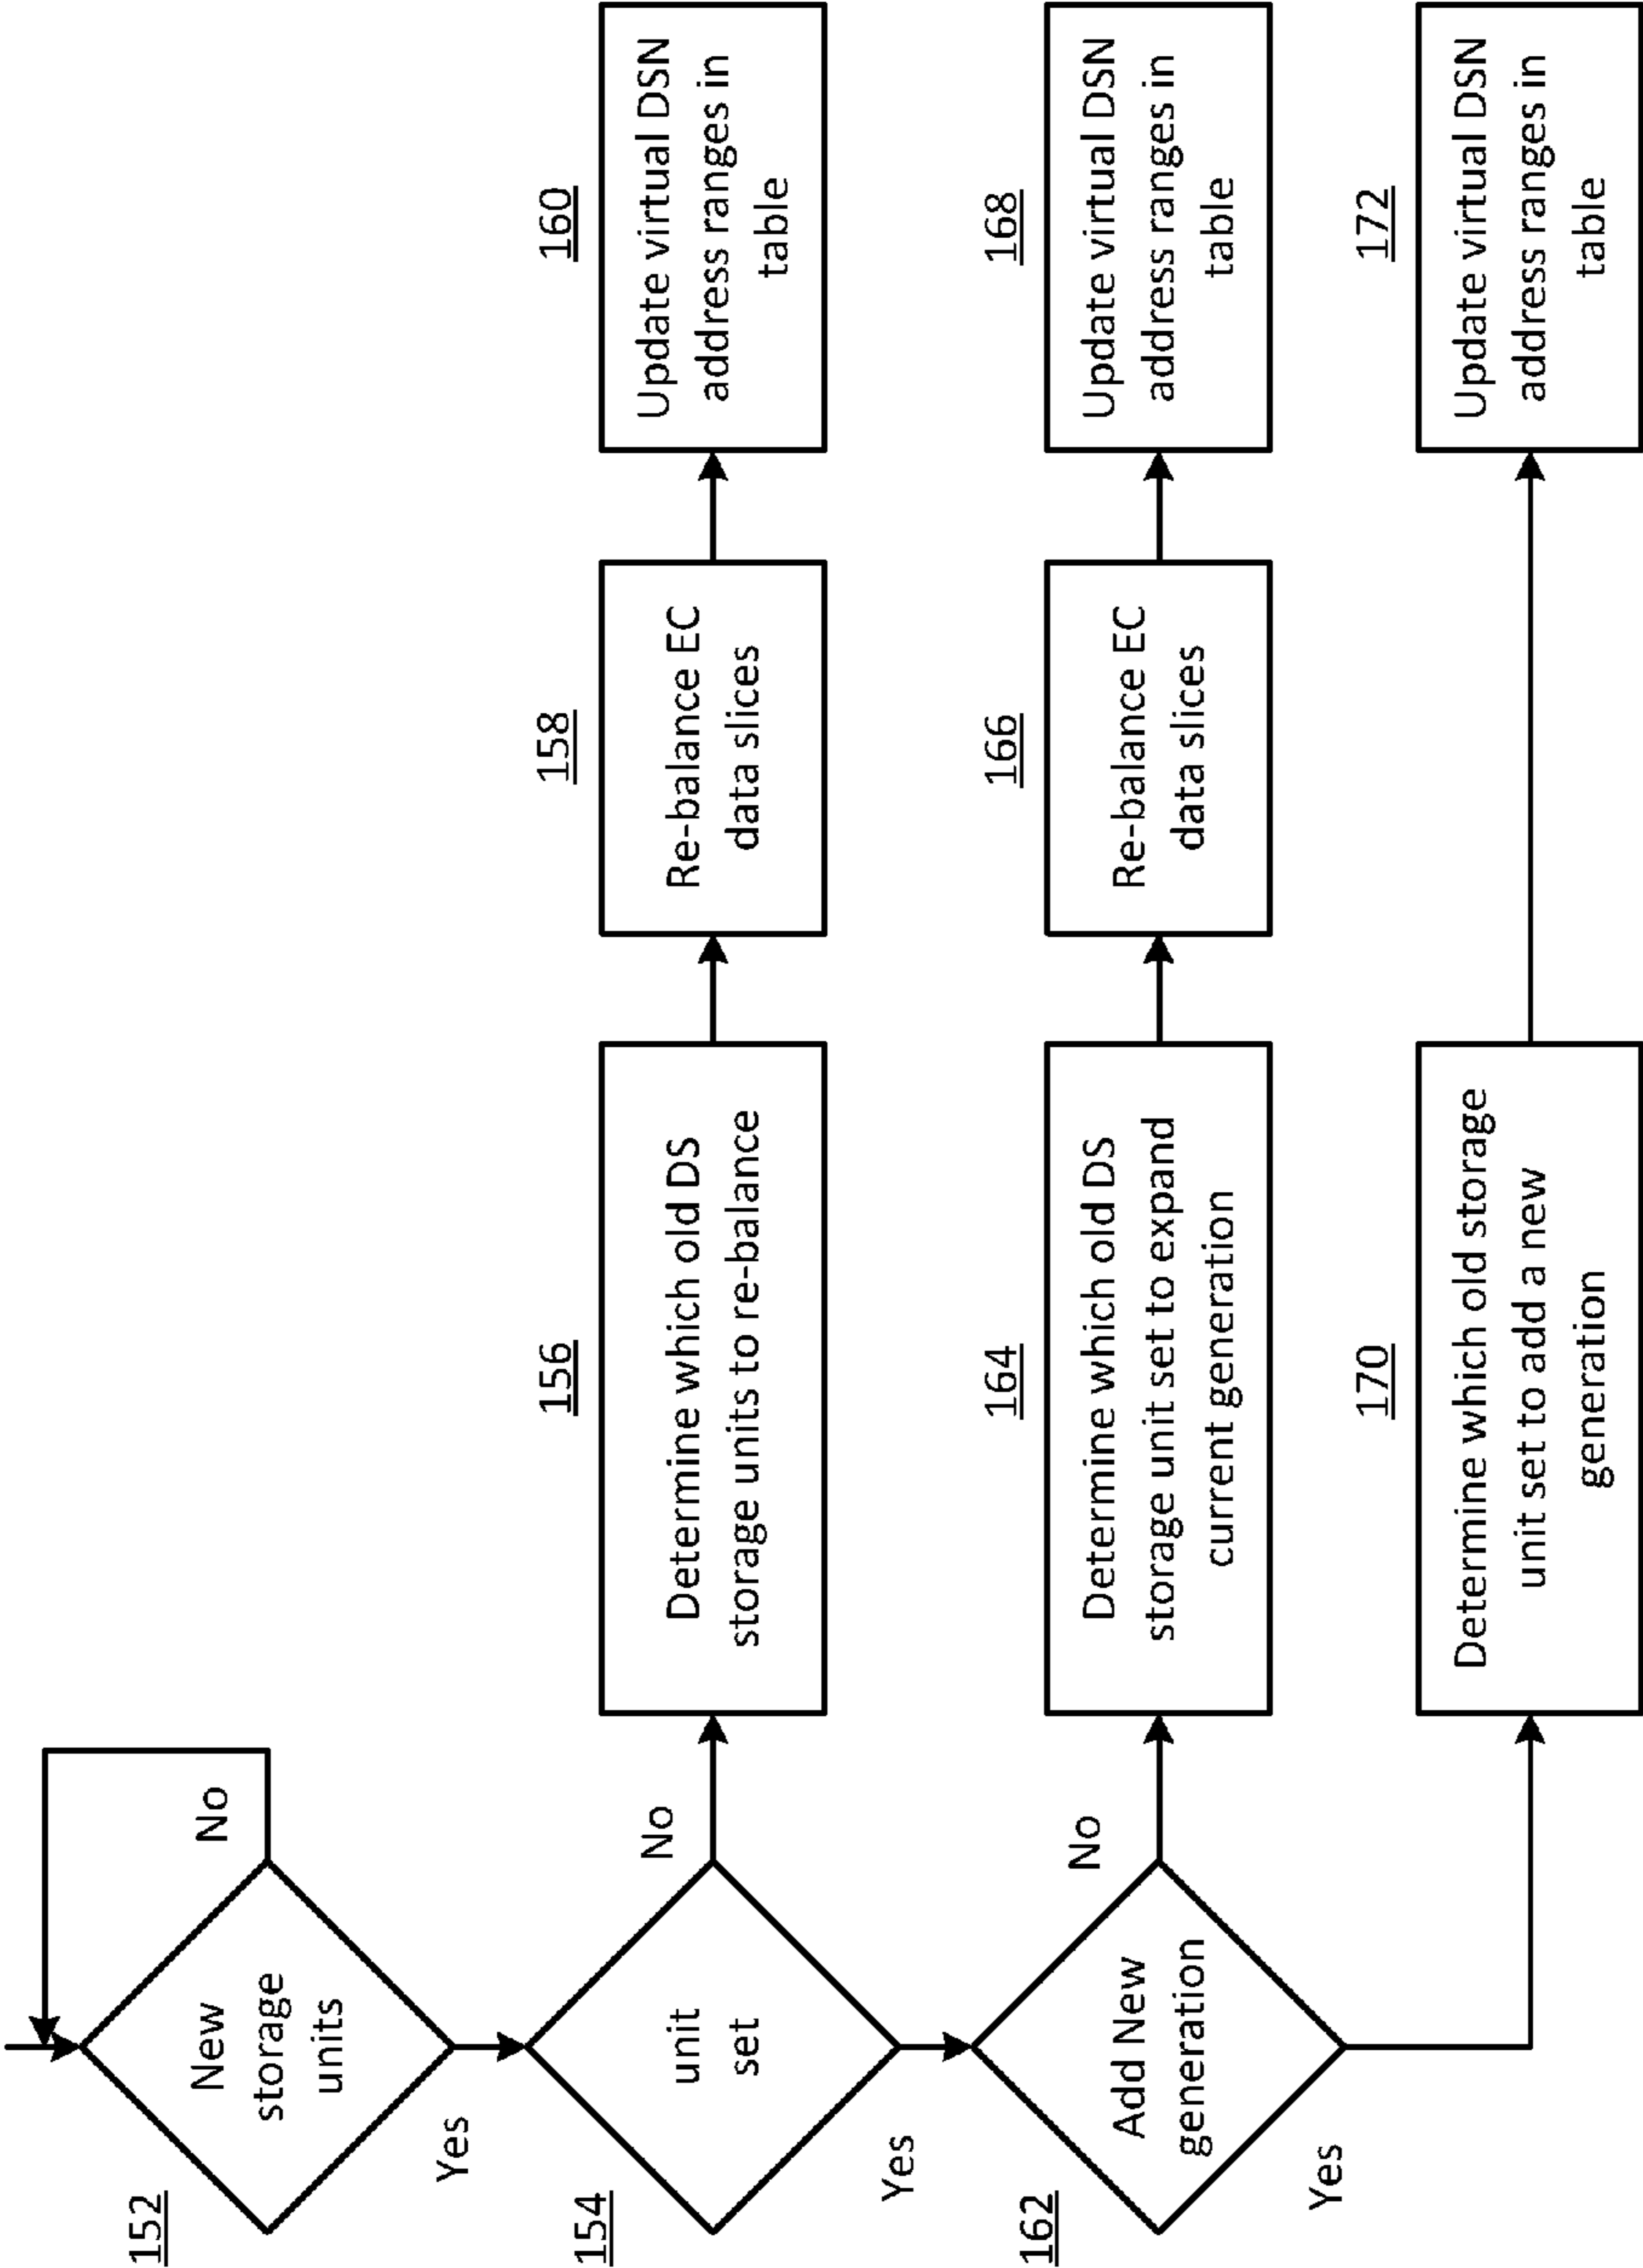 152
New
storage
units
No
Yes
154
unit
set
No
Yes
156
Determine which old DS
storage units to re-balance
158
Re-balance EC
data slices
160
Update virtual DSN
address ranges in
table
162
Add New
generation
No
Yes
164
Determine which old DS
storage unit set to expand
current generation
166
Re-balance EC
data slices
168
Update virtual DSN
address ranges in
table
170
Determine which old storage
unit set to add a new
generation
172
Update virtual DSN
address ranges in
table